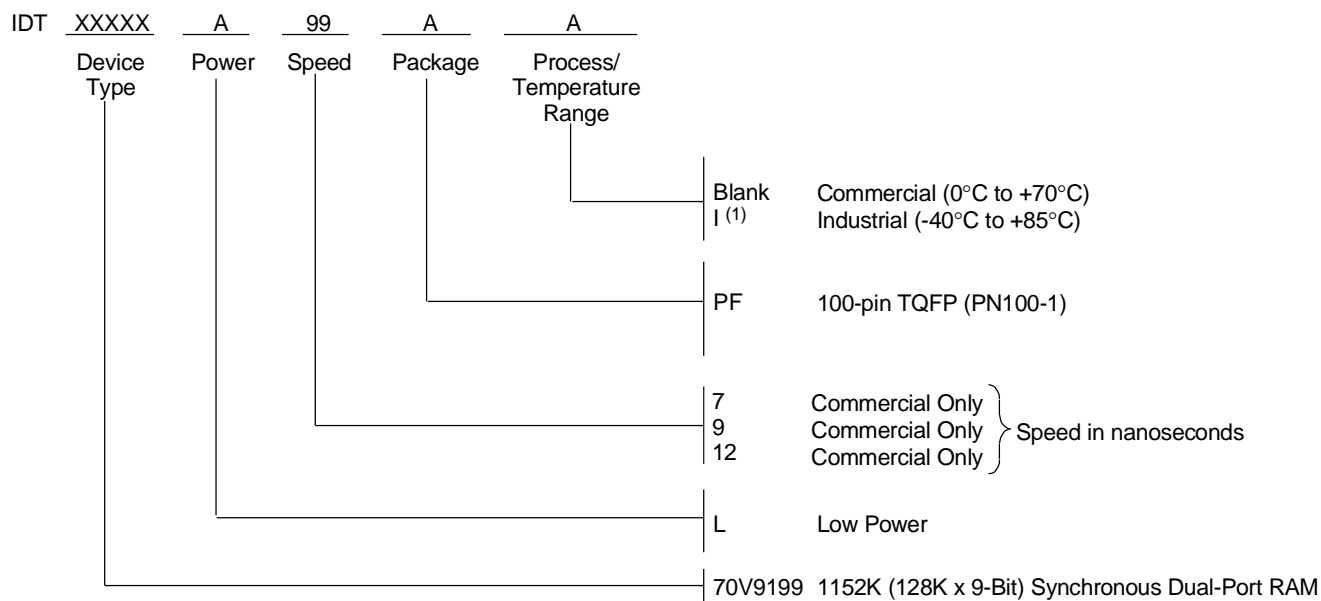 IDT XXXXX A 99 A A
Device Type Power Speed Package Process/ Temperature Range
Blank Commercial (0°C to +70°C)
I (1) Industrial (-40°C to +85°C)
PF 100-pin TQFP (PN100-1)
7 Commercial Only
9 Commercial Only Speed in nanoseconds
12 Commercial Only
L Low Power
70V9199 1152K (128K x 9-Bit) Synchronous Dual-Port RAM